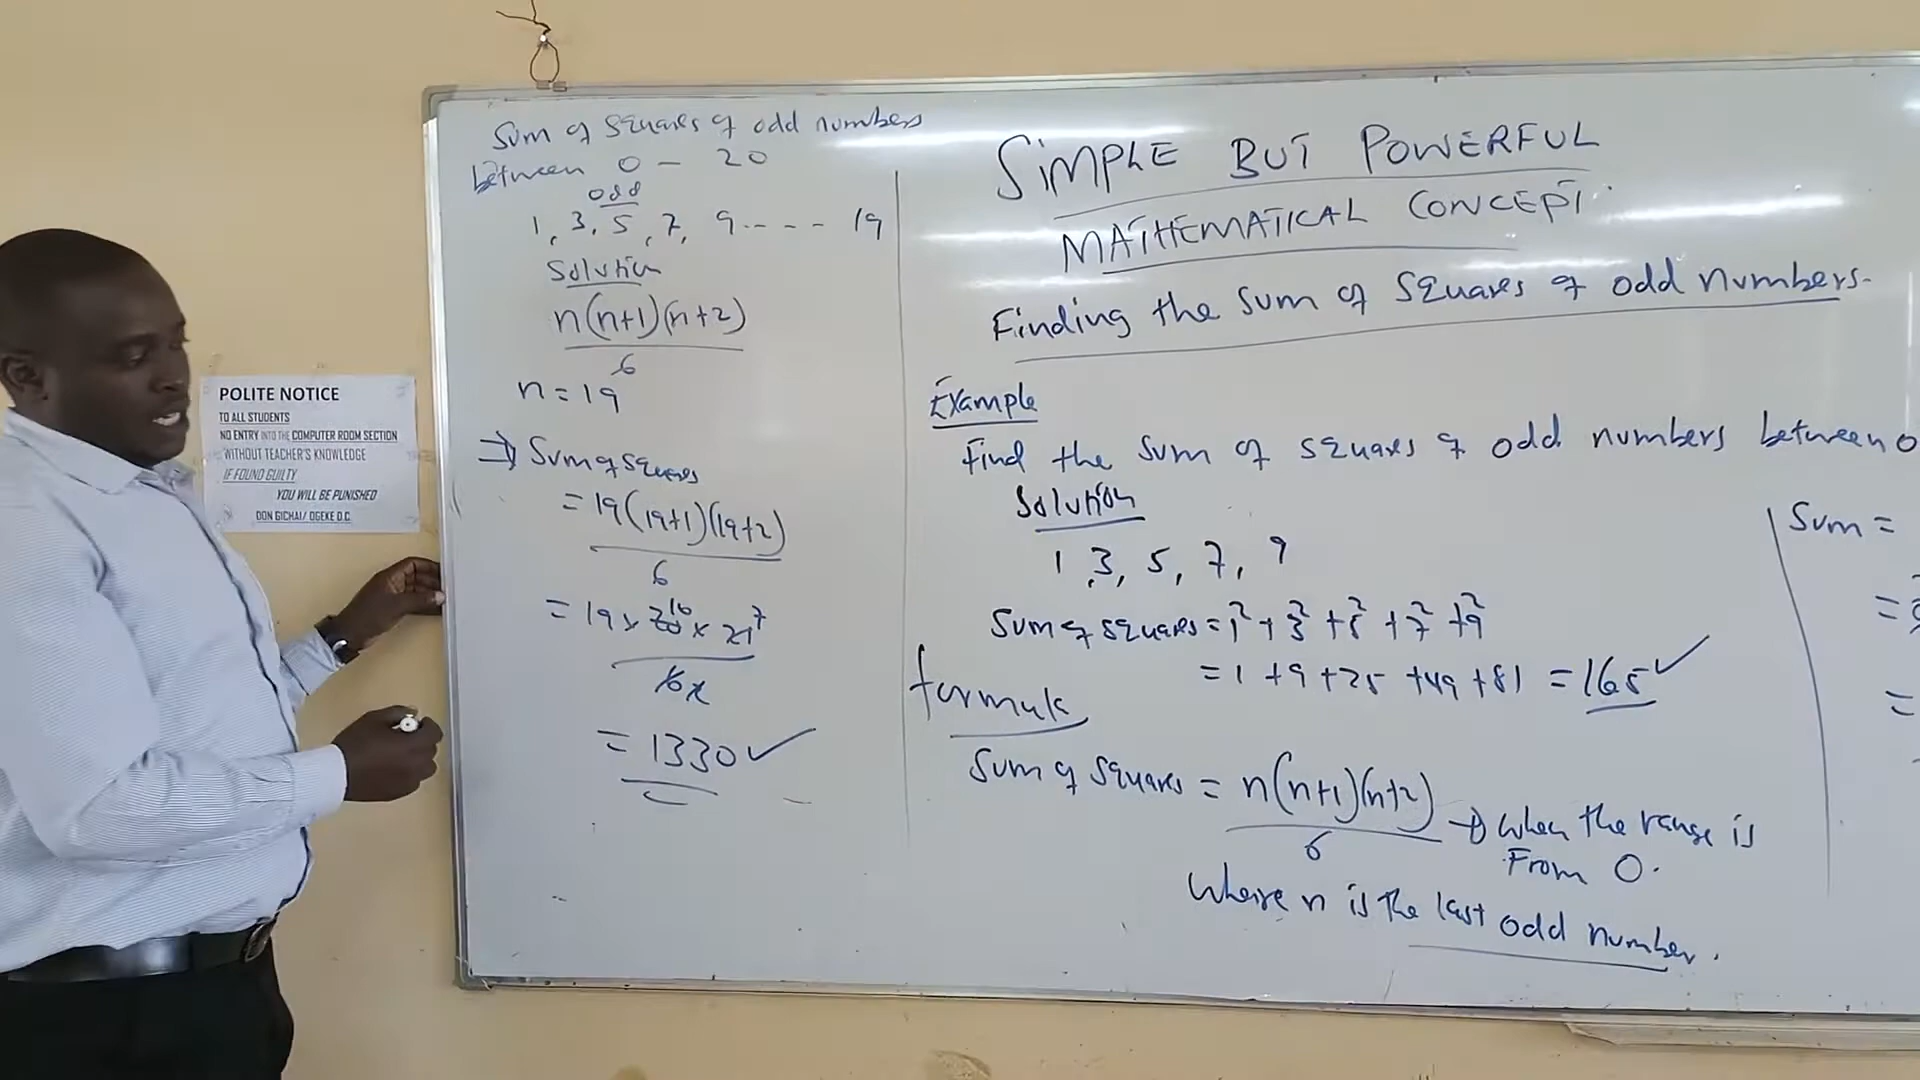 Sum of squares of odd numbers
between 0 - 20
odd
1, 3, 5, 7, 9 - - - - 19
Solution
n(n+1)(n+2)
6
n = 19
⇒ Sum of squares
= 19(19+1)(19+2)
6
= 19 x 20 10 x 21 7
6 2
= 1330 ✓
SIMPLE BUT POWERFUL
MATHEMATICAL CONCEPT.
Finding the sum of squares of odd numbers.
Example
Find the sum of squares of odd numbers between 0
Solution
1, 3, 5, 7, 9
Sum of squares = 1² + 3² + 5² + 7² + 9²
= 1 + 9 + 25 + 49 + 81 = 165 ✓
formula
Sum of squares = n(n+1)(n+2)
6
→ when the range is
From 0.
Where n is the last odd number.
Sum =
=
=
POLITE NOTICE
TO ALL STUDENTS
NO ENTRY INTO THE COMPUTER ROOM SECTION
WITHOUT TEACHER'S KNOWLEDGE
IF FOUND GUILTY
YOU WILL BE PUNISHED
DON GICHAI/ OGEKE D.C.